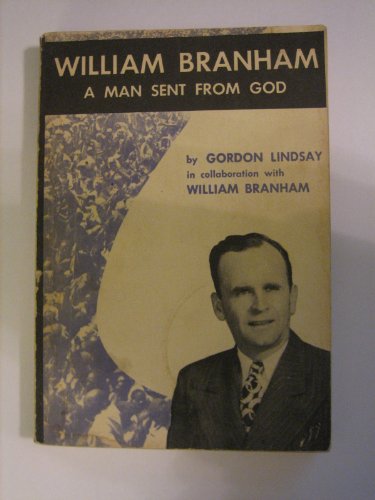 WILLIAM BRANHAM
A MAN SENT FROM GOD
by GORDON LINDSAY
in collaboration with
WILLIAM BRANHAM